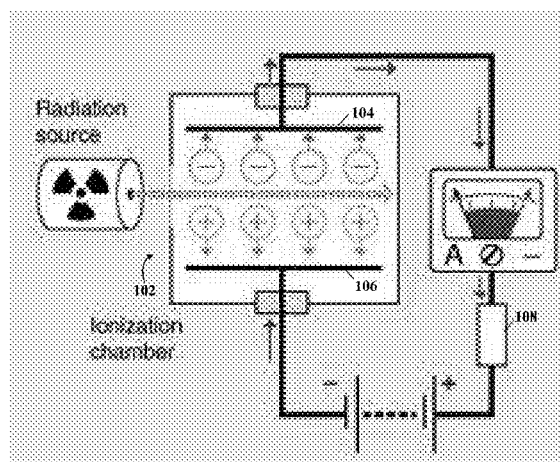 Radiation
source
104
102
106
Ionization
chamber
108
A
−
−
+